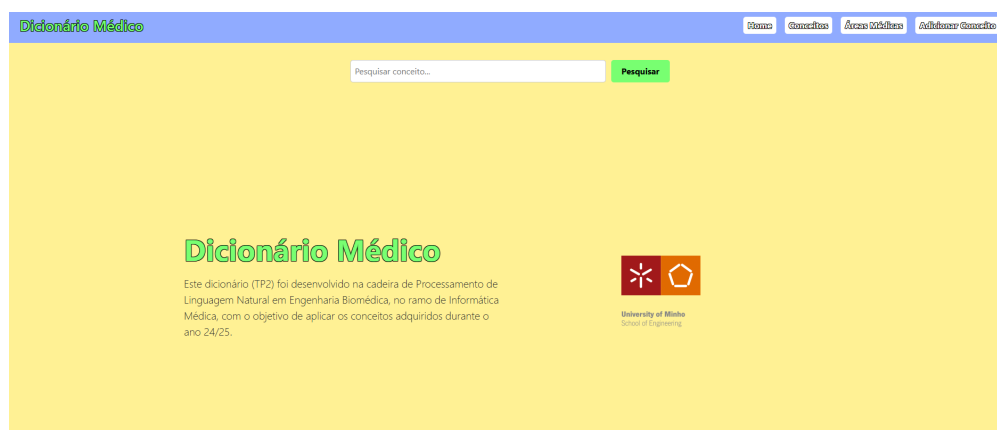 Dicionário Médico
Home Conceitos Áreas Médicas Adicionar Conceito
Pesquisar conceito... Pesquisar
Dicionário Médico
Este dicionário (TP2) foi desenvolvido na cadeira de Processamento de
Linguagem Natural em Engenharia Biomédica, no ramo de Informática
Médica, com o objetivo de aplicar os conceitos adquiridos durante o
ano 24/25.
University of Minho
School of Engineering